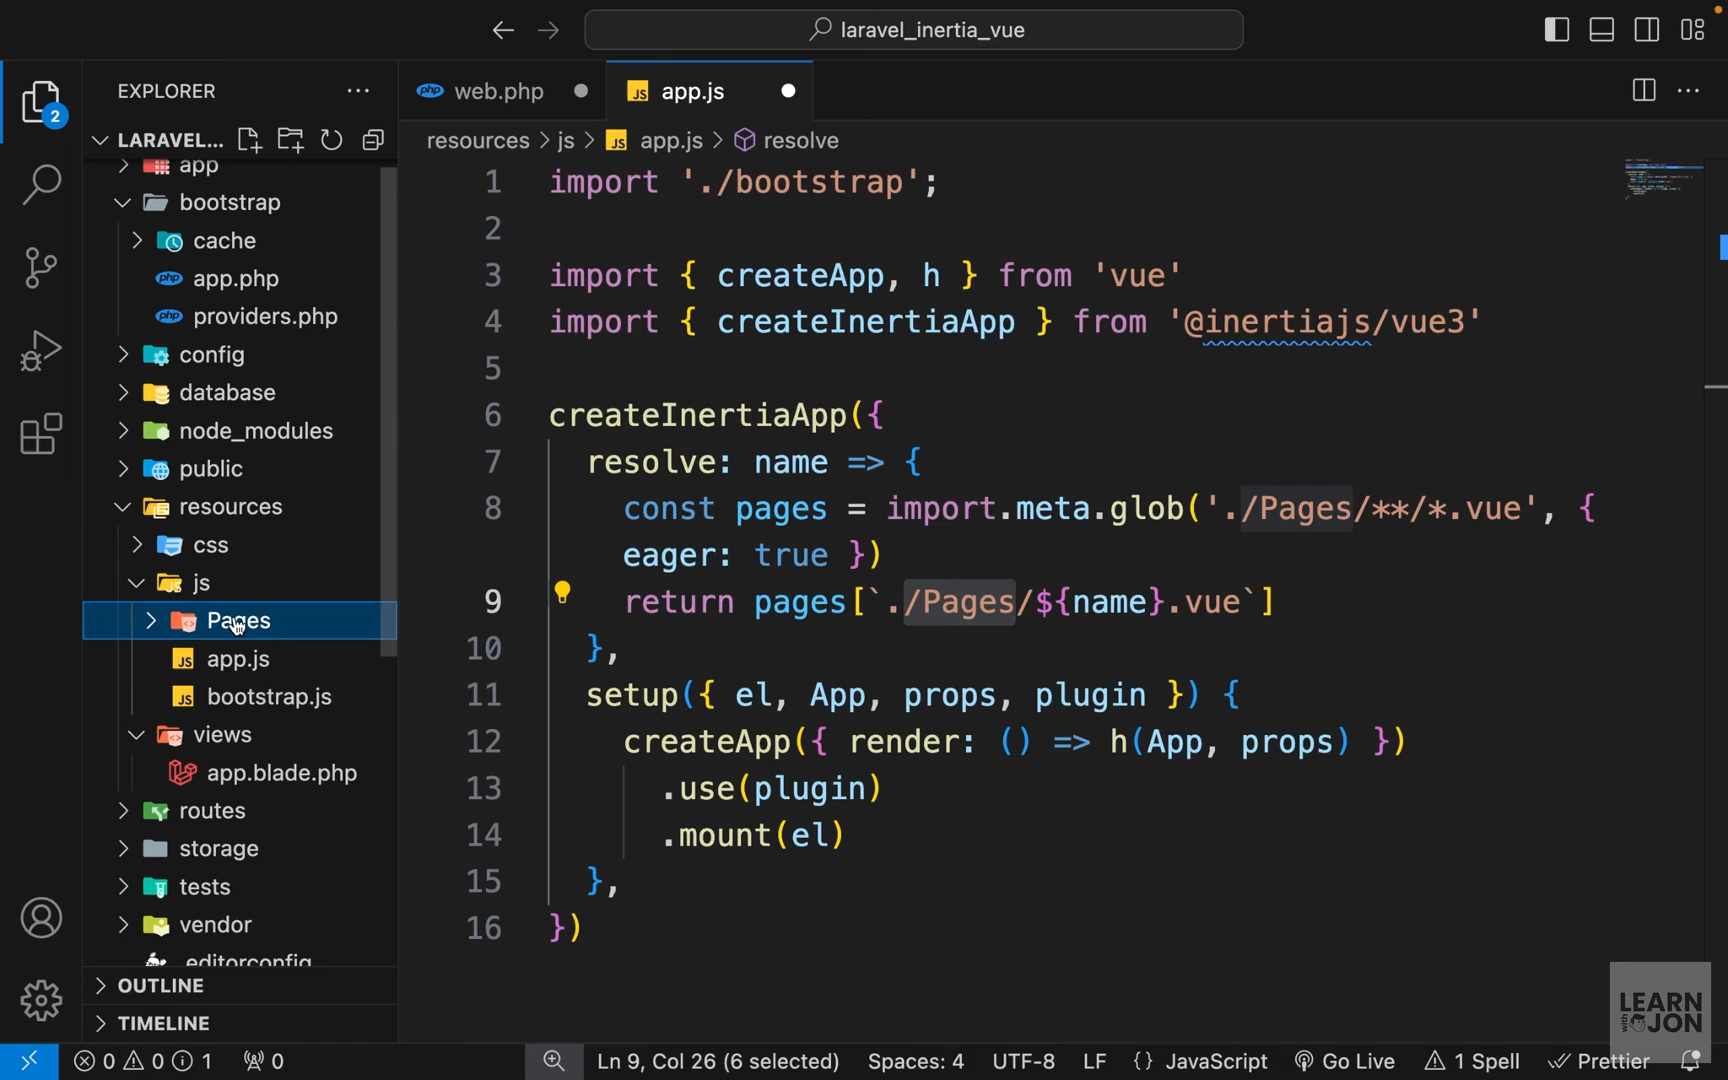 laravel_inertia_vue
EXPLORER
2
LARAVEL...
app
bootstrap
cache
app.php
providers.php
config
database
node_modules
public
resources
css
js
Pages
app.js
bootstrap.js
views
app.blade.php
routes
storage
tests
vendor
.editorconfig
OUTLINE
TIMELINE
php web.php
JS app.js
resources > js > JS app.js > resolve
1 import './bootstrap';
2
3 import { createApp, h } from 'vue'
4 import { createInertiaApp } from '@inertiajs/vue3'
5
6 createInertiaApp({
7 resolve: name => {
8 const pages = import.meta.glob('./Pages/**/*.vue', {
eager: true })
9 return pages[`./Pages/${name}.vue`]
10 },
11 setup({ el, App, props, plugin }) {
12 createApp({ render: () => h(App, props) })
13 .use(plugin)
14 .mount(el)
15 },
16 })
LEARN
with
JON
0 0 1 0 Ln 9, Col 26 (6 selected) Spaces: 4 UTF-8 LF {} JavaScript Go Live 1 Spell Prettier